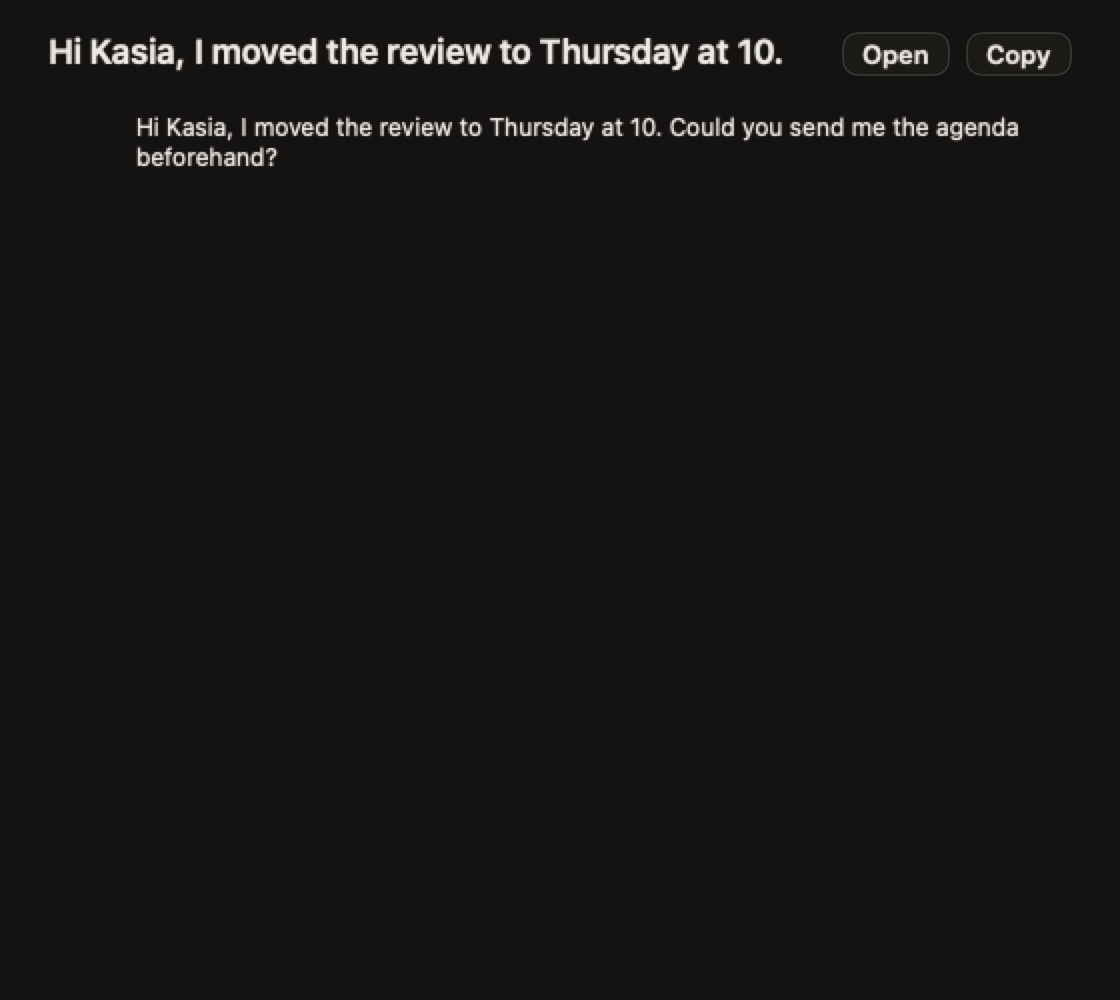 Hi Kasia, I moved the review to Thursday at 10.
Open
Copy
Hi Kasia, I moved the review to Thursday at 10. Could you send me the agenda
beforehand?